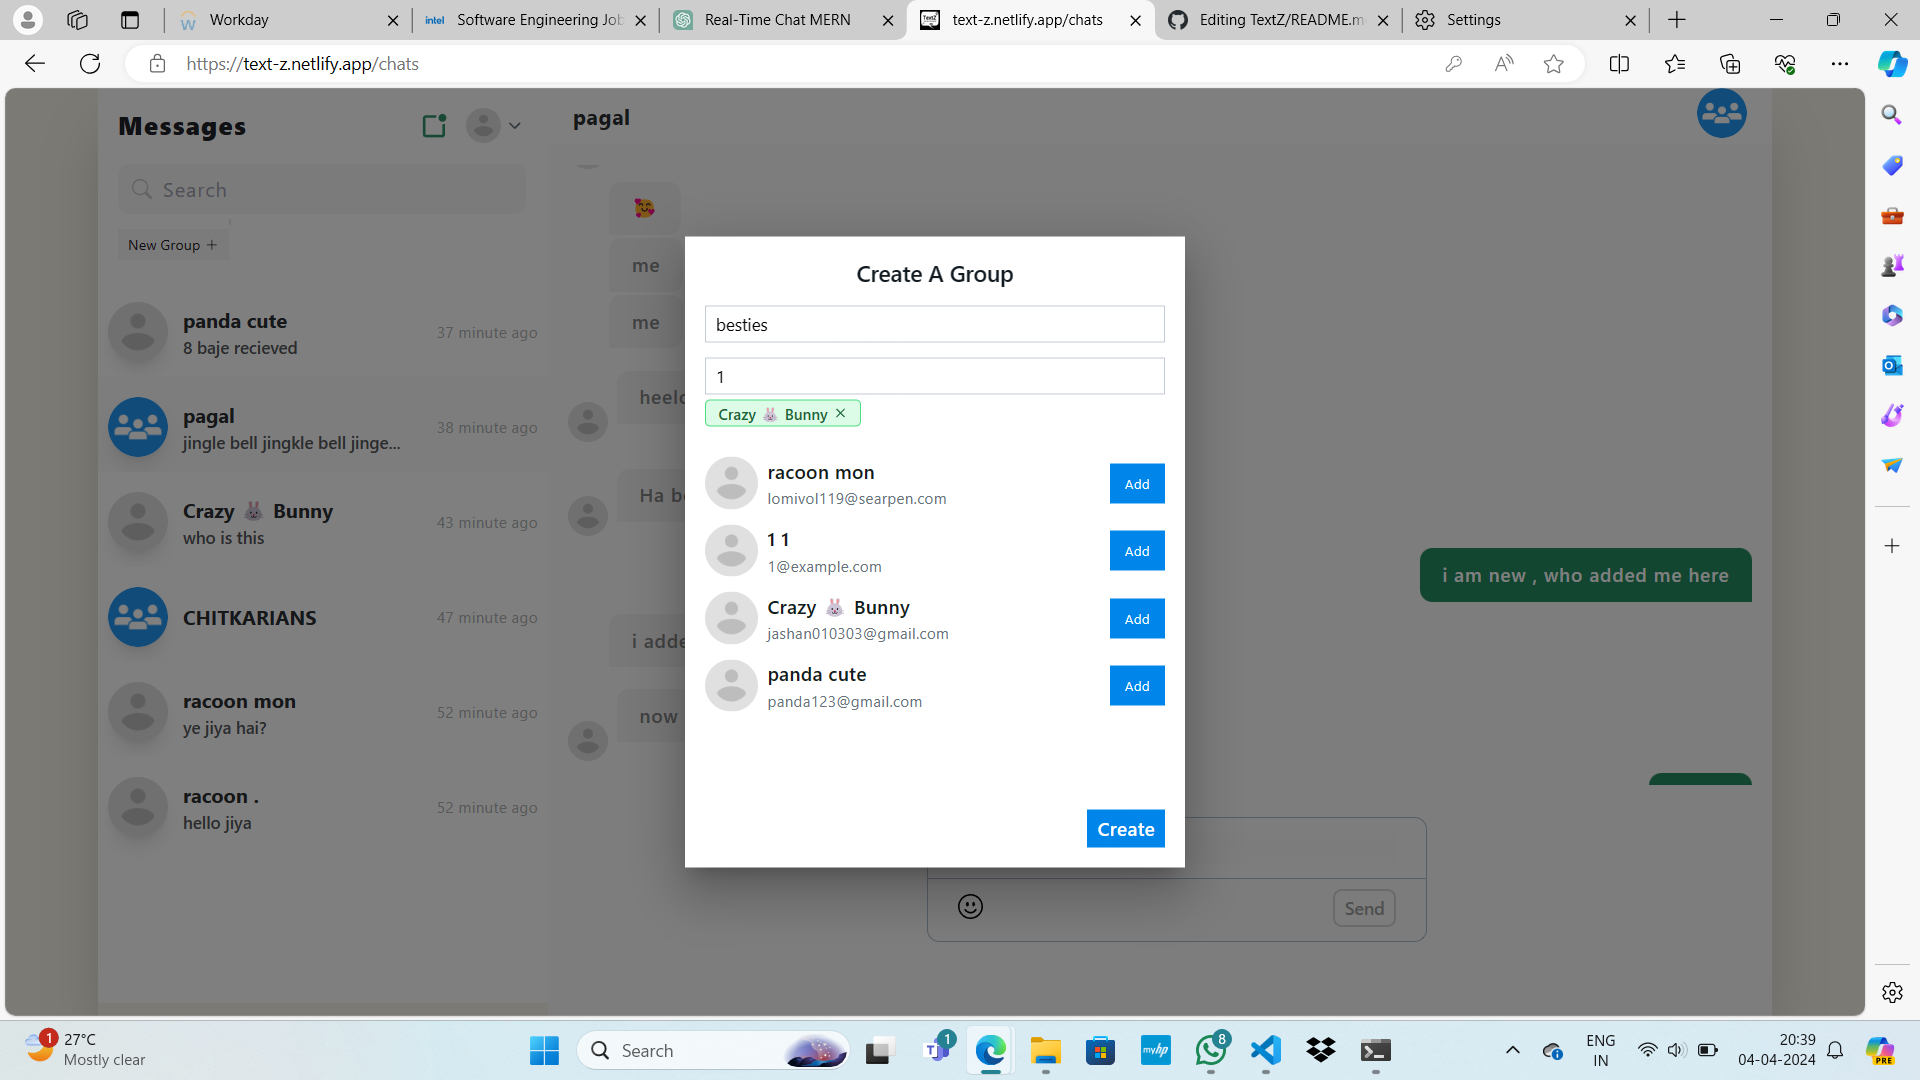 Workday
intel Software Engineering Job
Real-Time Chat MERN
text-z.netlify.app/chats
Editing TextZ/README.m
Settings
https://text-z.netlify.app/chats
Messages
Search
New Group +
panda cute
8 baje recieved
37 minute ago
pagal
jingle bell jingkle bell jinge...
38 minute ago
Crazy 🐰 Bunny
who is this
43 minute ago
CHITKARIANS
47 minute ago
racoon mon
ye jiya hai?
52 minute ago
racoon .
hello jiya
52 minute ago
pagal
🥰
me
me
heelo
Ha b
i am new , who added me here
i adde
now
Send
Create A Group
besties
1
Crazy 🐰 Bunny ×
racoon mon
lomivol119@searpen.com
Add
1 1
1@example.com
Add
Crazy 🐰 Bunny
jashan010303@gmail.com
Add
panda cute
panda123@gmail.com
Add
Create
1
27°C
Mostly clear
Search
1
myhp
8
ENG
IN
20:39
04-04-2024
PRE